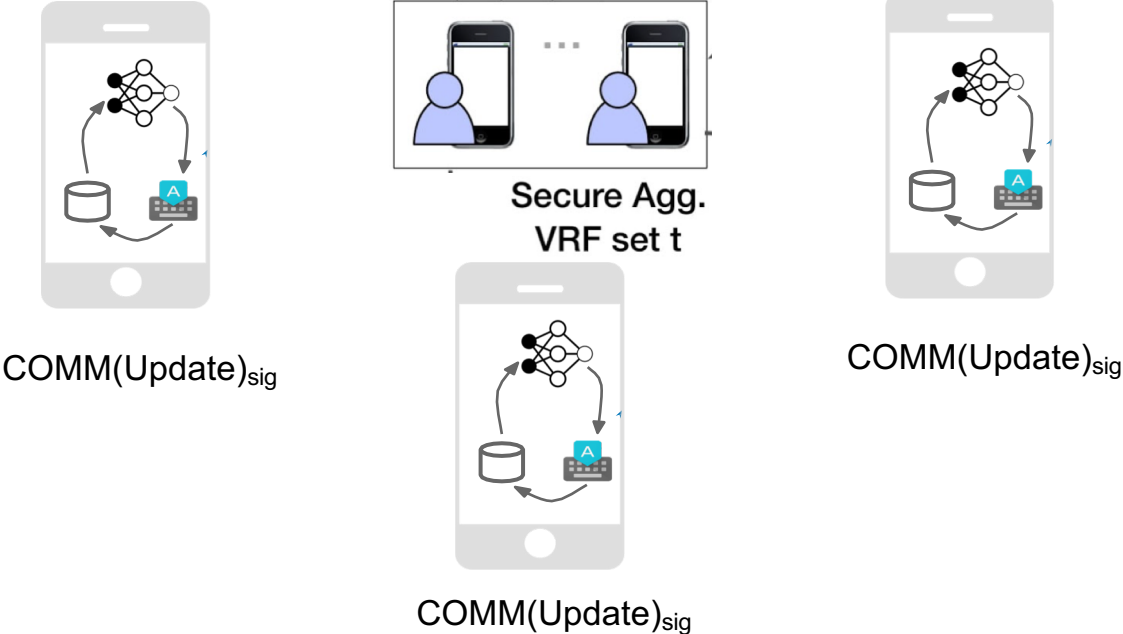 Secure Agg.
VRF set t
A
A
COMM(Update)sig
COMM(Update)sig
A
COMM(Update)sig